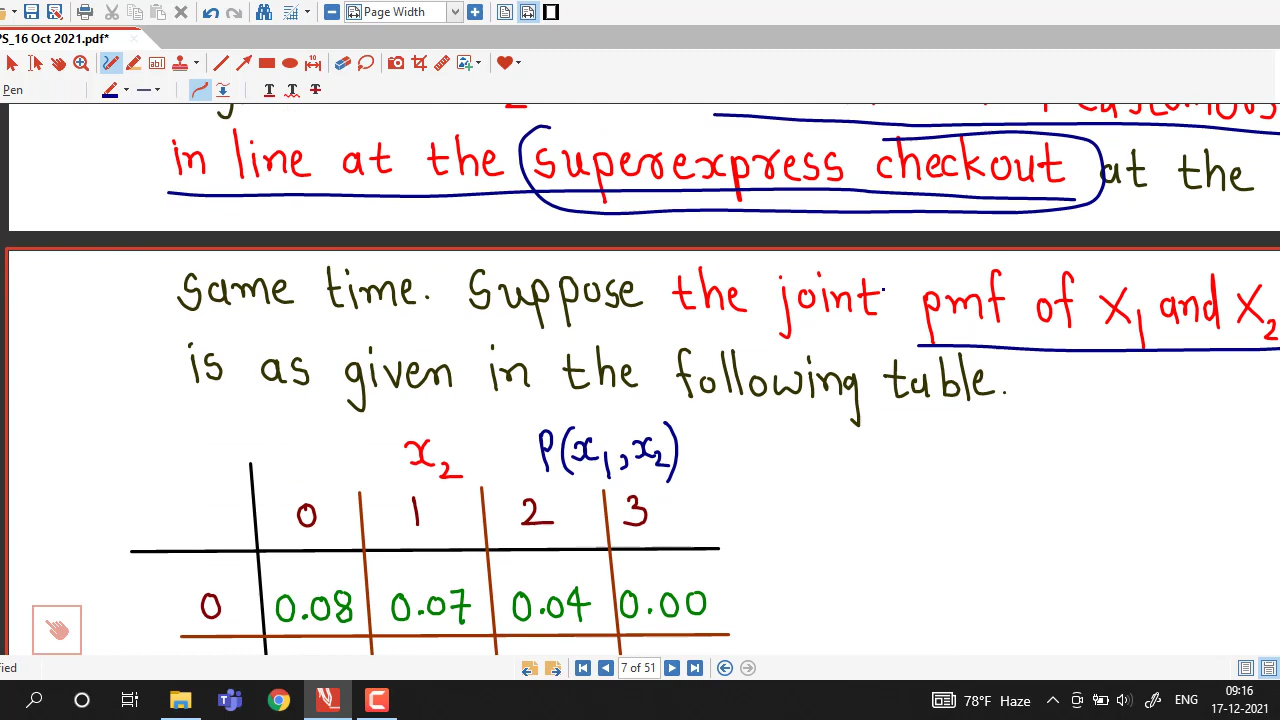 Page Width
PS_16 Oct 2021.pdf*
10
Pen
T T T
in line at the superexpress checkout at the
Same time. Suppose the joint pmf of X1 and X2
is as given in the following table.
x2 P(x1, x2)
0 1 2 3
0 0.08 0.07 0.04 0.00
7 of 51
78°F Haze ENG 09:16
17-12-2021